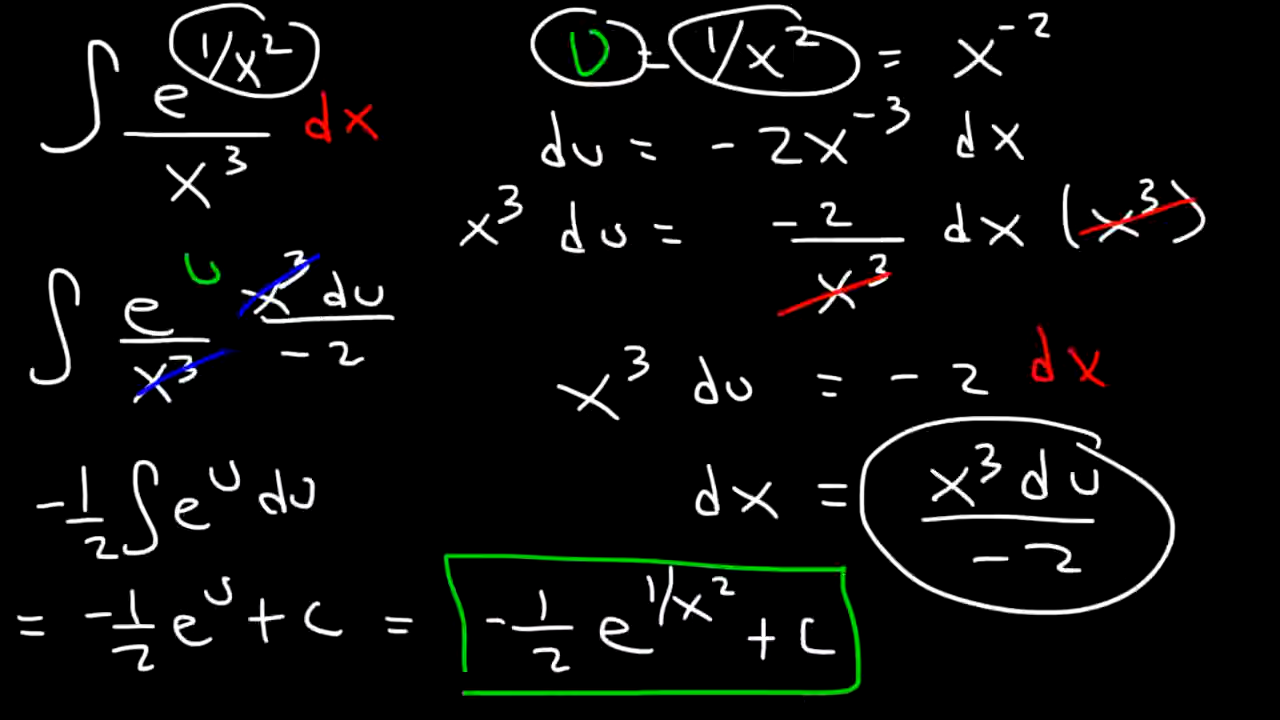 ∫ e^(1/x²) / x³ dx
U = 1/x² = x⁻²
du = -2x⁻³ dx
x³ du = -2/x³ dx (x³)
∫ e^u / x³ · x³ du / -2
x³ du = -2 dx
dx = x³ du / -2
-1/2 ∫ e^u du
= -1/2 e^u + C = -1/2 e^(1/x²) + C